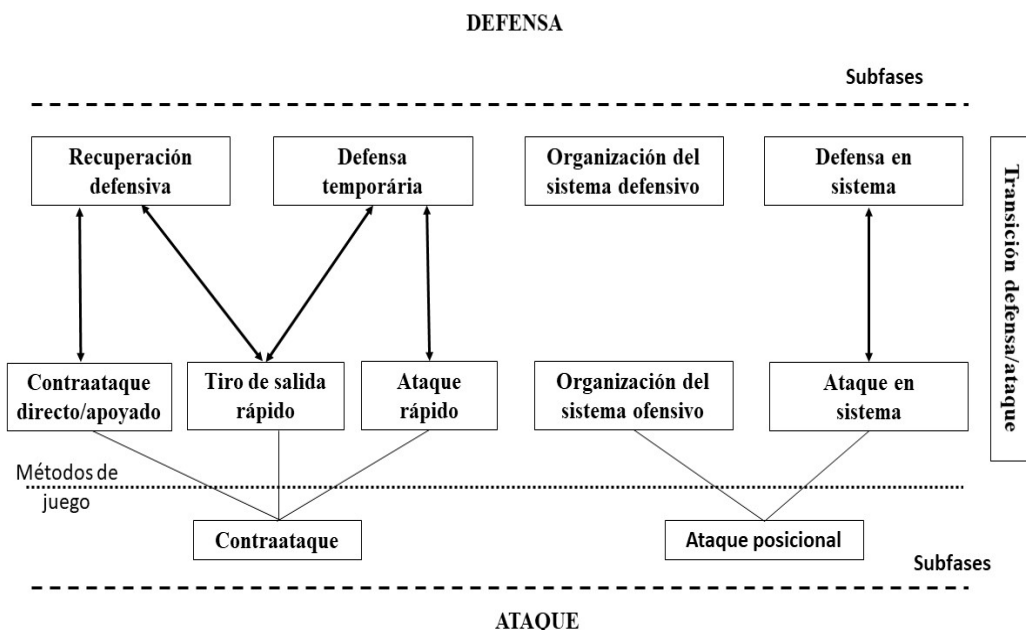 DEFENSA
Subfases
Recuperación
defensiva
Defensa
temporária
Organización del
sistema defensivo
Defensa en
sistema
Transición defensa/ataque
Contraataque
directo/apoyado
Tiro de salida
rápido
Ataque
rápido
Organización del
sistema ofensivo
Ataque en
sistema
Métodos de
juego
Contraataque
Ataque posicional
Subfases
ATAQUE